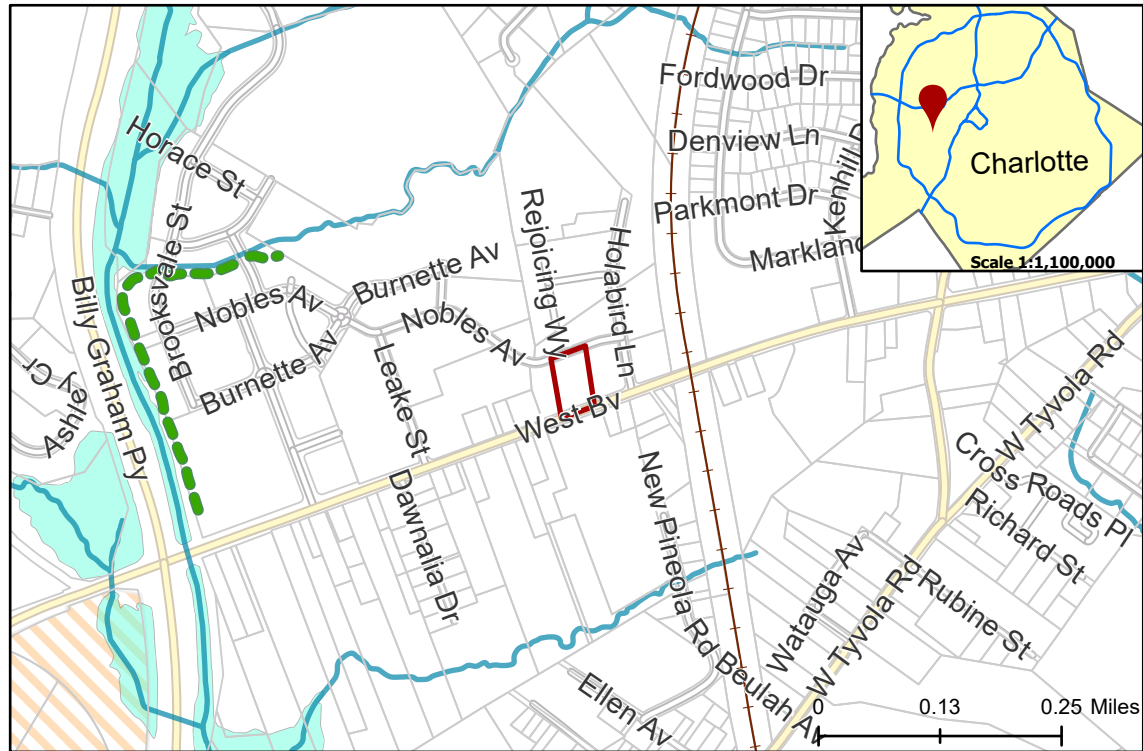 Fordwood Dr
Denview Ln
Parkmont Dr
Kenhill D
Markland
Charlotte
Scale 1:1,100,000
Horace St
Brooksvale St
Billy Graham Py
Ashley Cr
Nobles Av
Burnette Av
Burnette Av
Nobles Av
Leake St
Rejoicing Wy
Holabird Ln
West Bv
Dawnalia Dr
New Pineola Rd
W Tyvola Rd
Cross Roads Pl
Richard St
Rubine St
Watauga Av
W Tyvola Rd
Beulah Av
Ellen Av
0 0.13 0.25 Miles